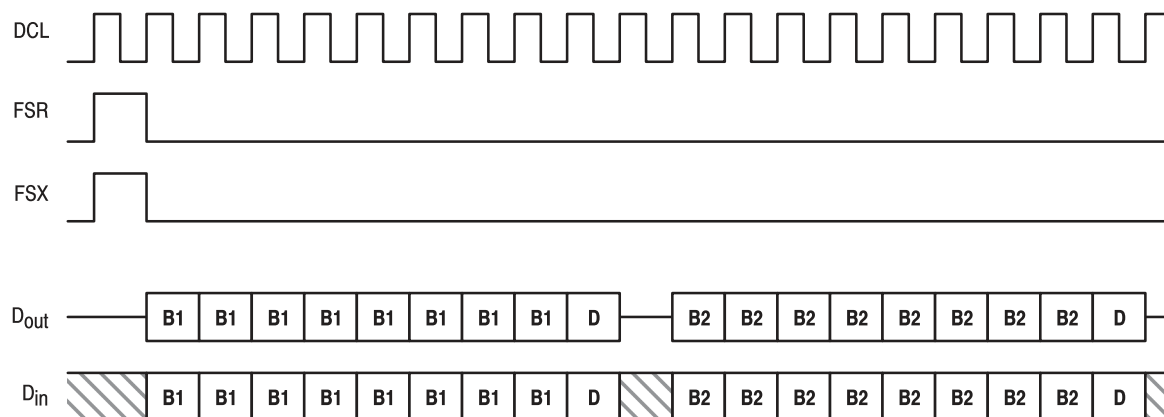 DCL
FSR
FSX
Dout B1 B1 B1 B1 B1 B1 B1 B1 D B2 B2 B2 B2 B2 B2 B2 B2 D
Din B1 B1 B1 B1 B1 B1 B1 B1 D B2 B2 B2 B2 B2 B2 B2 B2 D